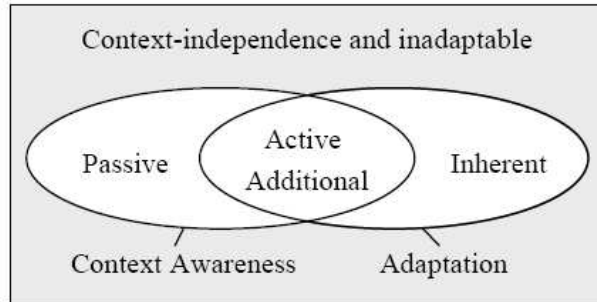 Context-independence and inadaptable
Passive
Active
Additional
Inherent
Context Awareness
Adaptation